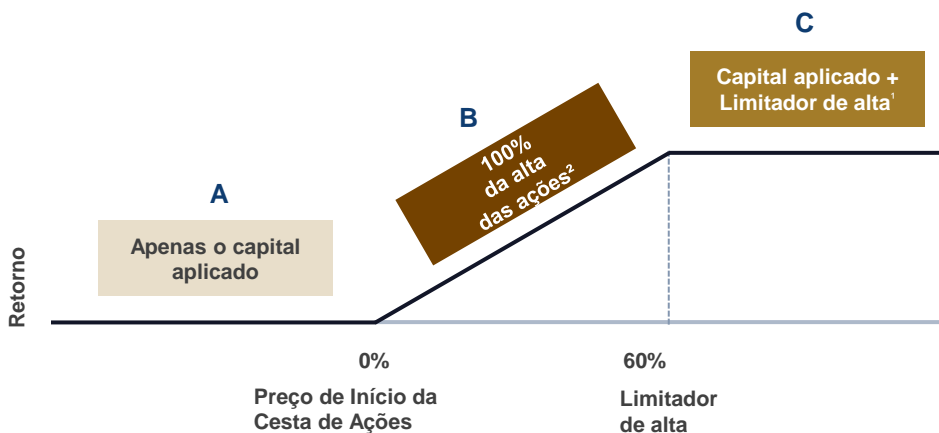 C
Capital aplicado +
Limitador de alta¹
B
100%
da alta
das ações²
A
Apenas o capital
aplicado
Retorno
0%
60%
Preço de Início da
Cesta de Ações
Limitador
de alta